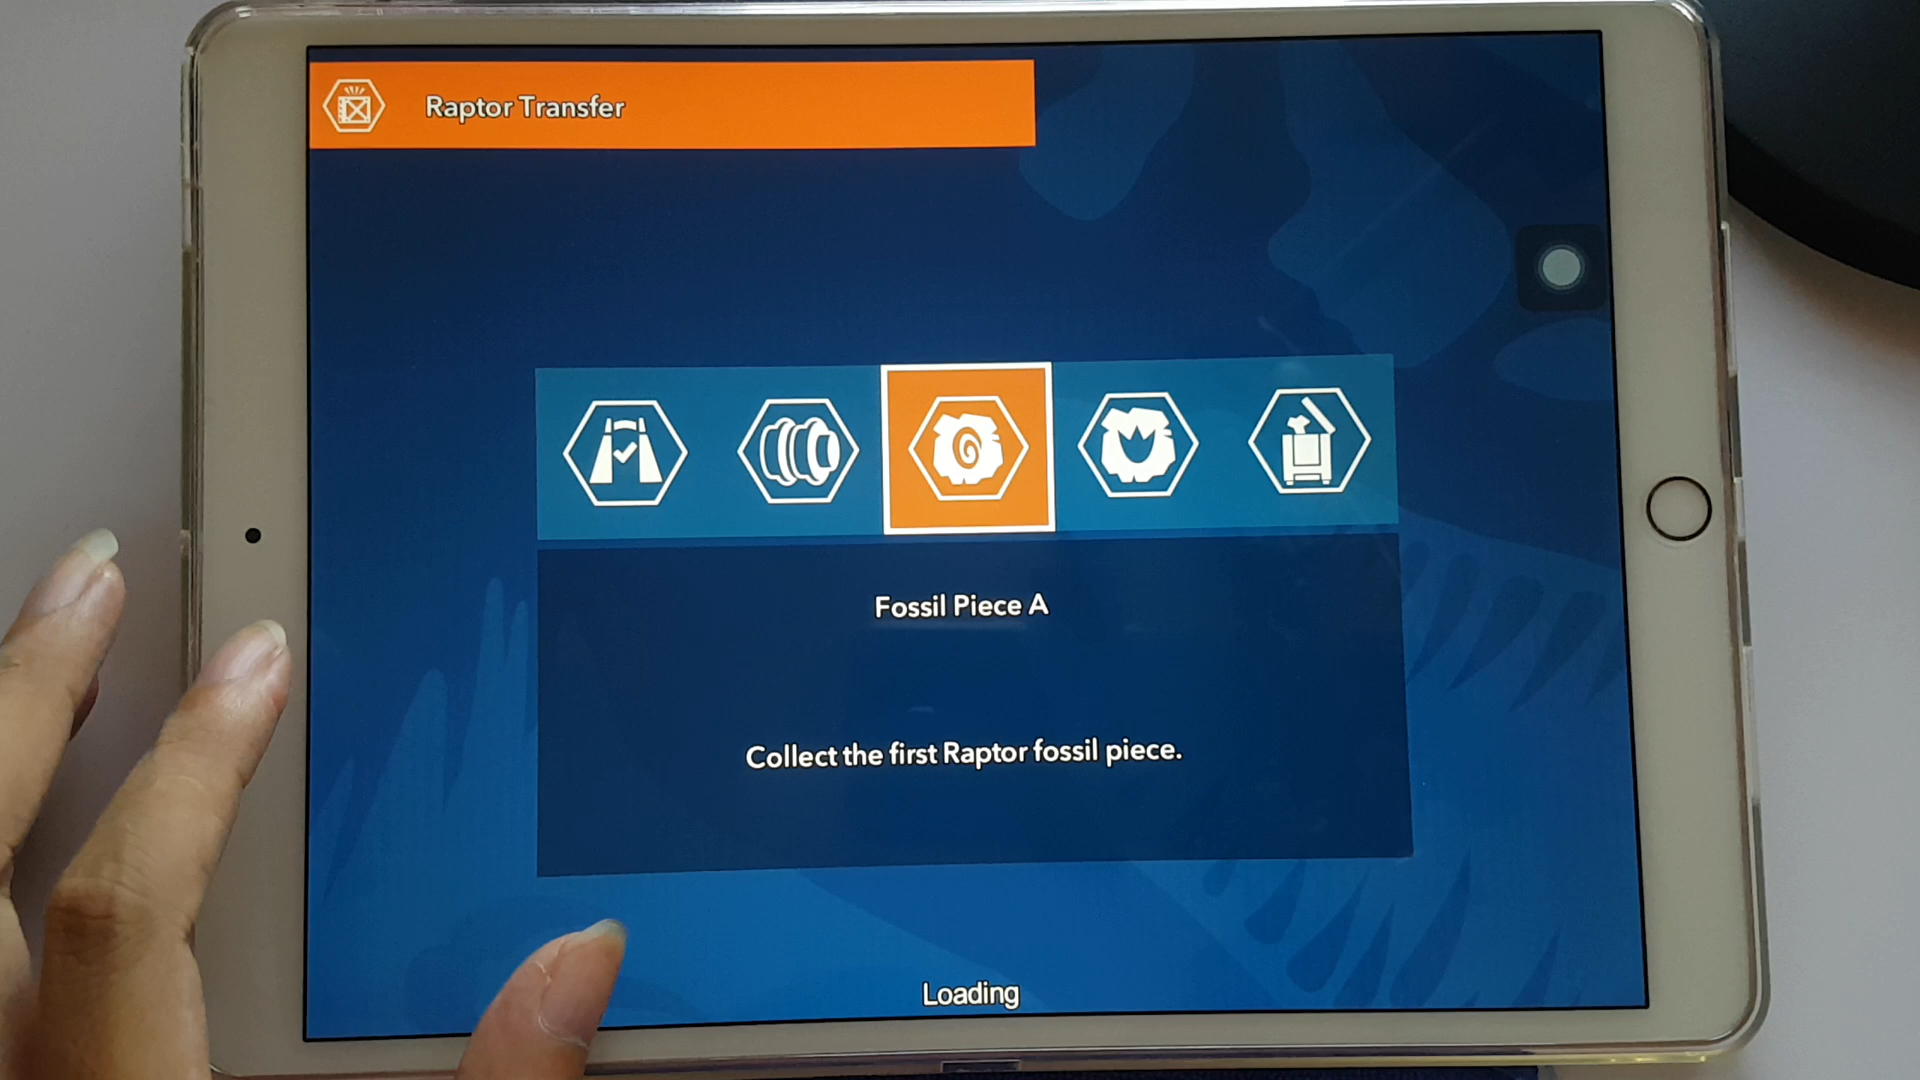 Raptor Transfer
Fossil Piece A
Collect the first Raptor fossil piece.
Loading